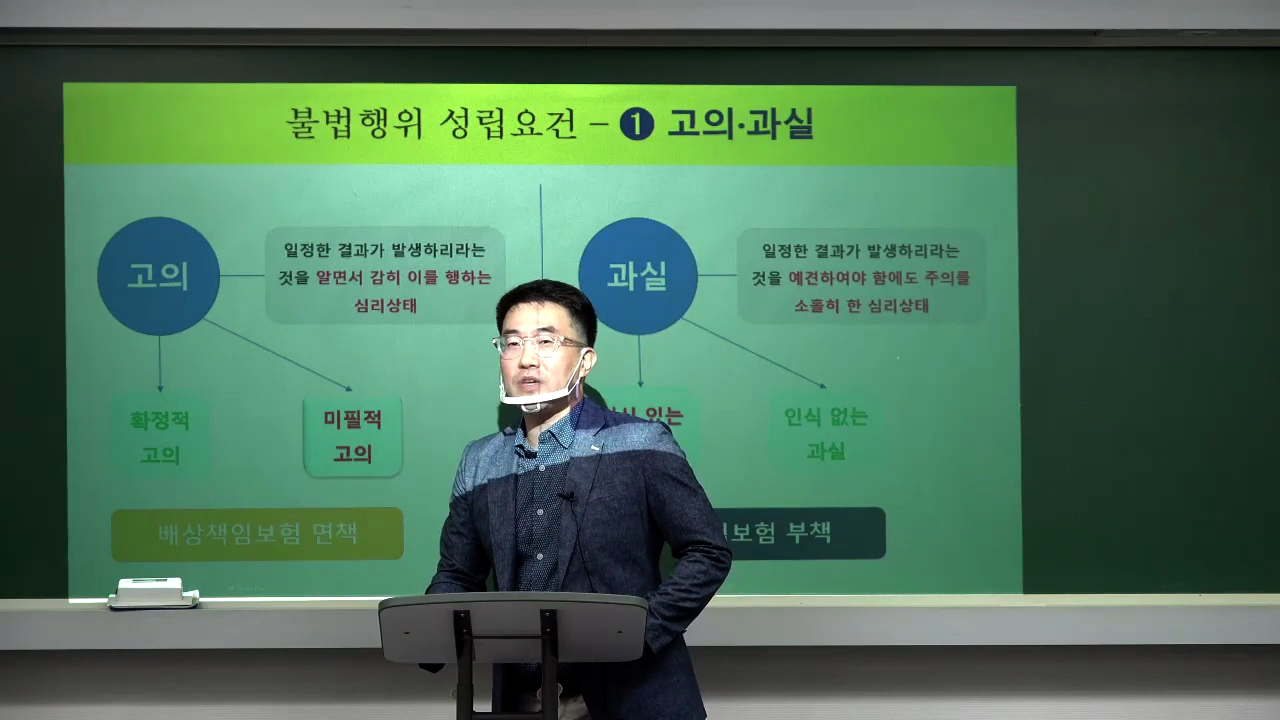 불법행위 성립요건 – ❶ 고의·과실
고의
일정한 결과가 발생하리라는
것을 알면서 감히 이를 행하는
심리상태
확정적
고의
미필적
고의
배상책임보험 면책
과실
일정한 결과가 발생하리라는
것을 예견하여야 함에도 주의를
소홀히 한 심리상태
있는
인식 없는
과실
보험 부책